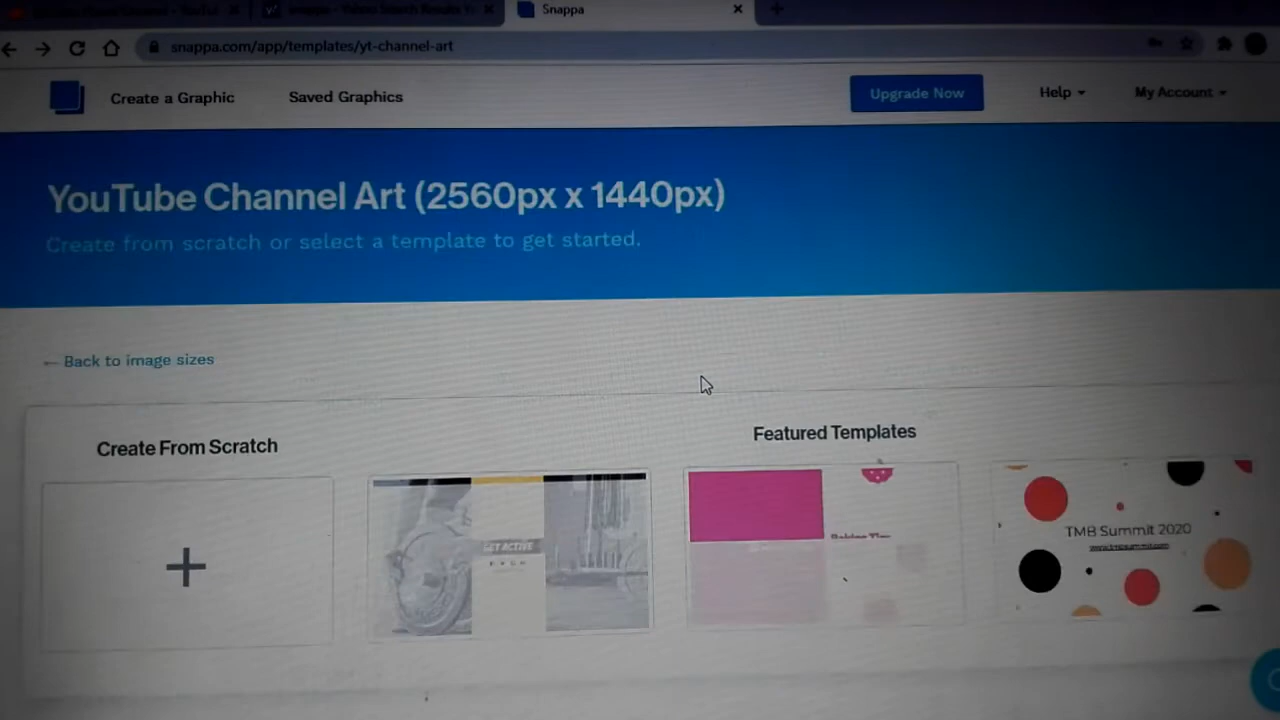 Snappa
snappa.com/app/templates/yt-channel-art
Create a Graphic
Saved Graphics
Upgrade Now
Help
My Account
YouTube Channel Art (2560px x 1440px)
Create from scratch or select a template to get started.
← Back to image sizes
Create From Scratch
Featured Templates
GET ACTIVE
TMB Summit 2020